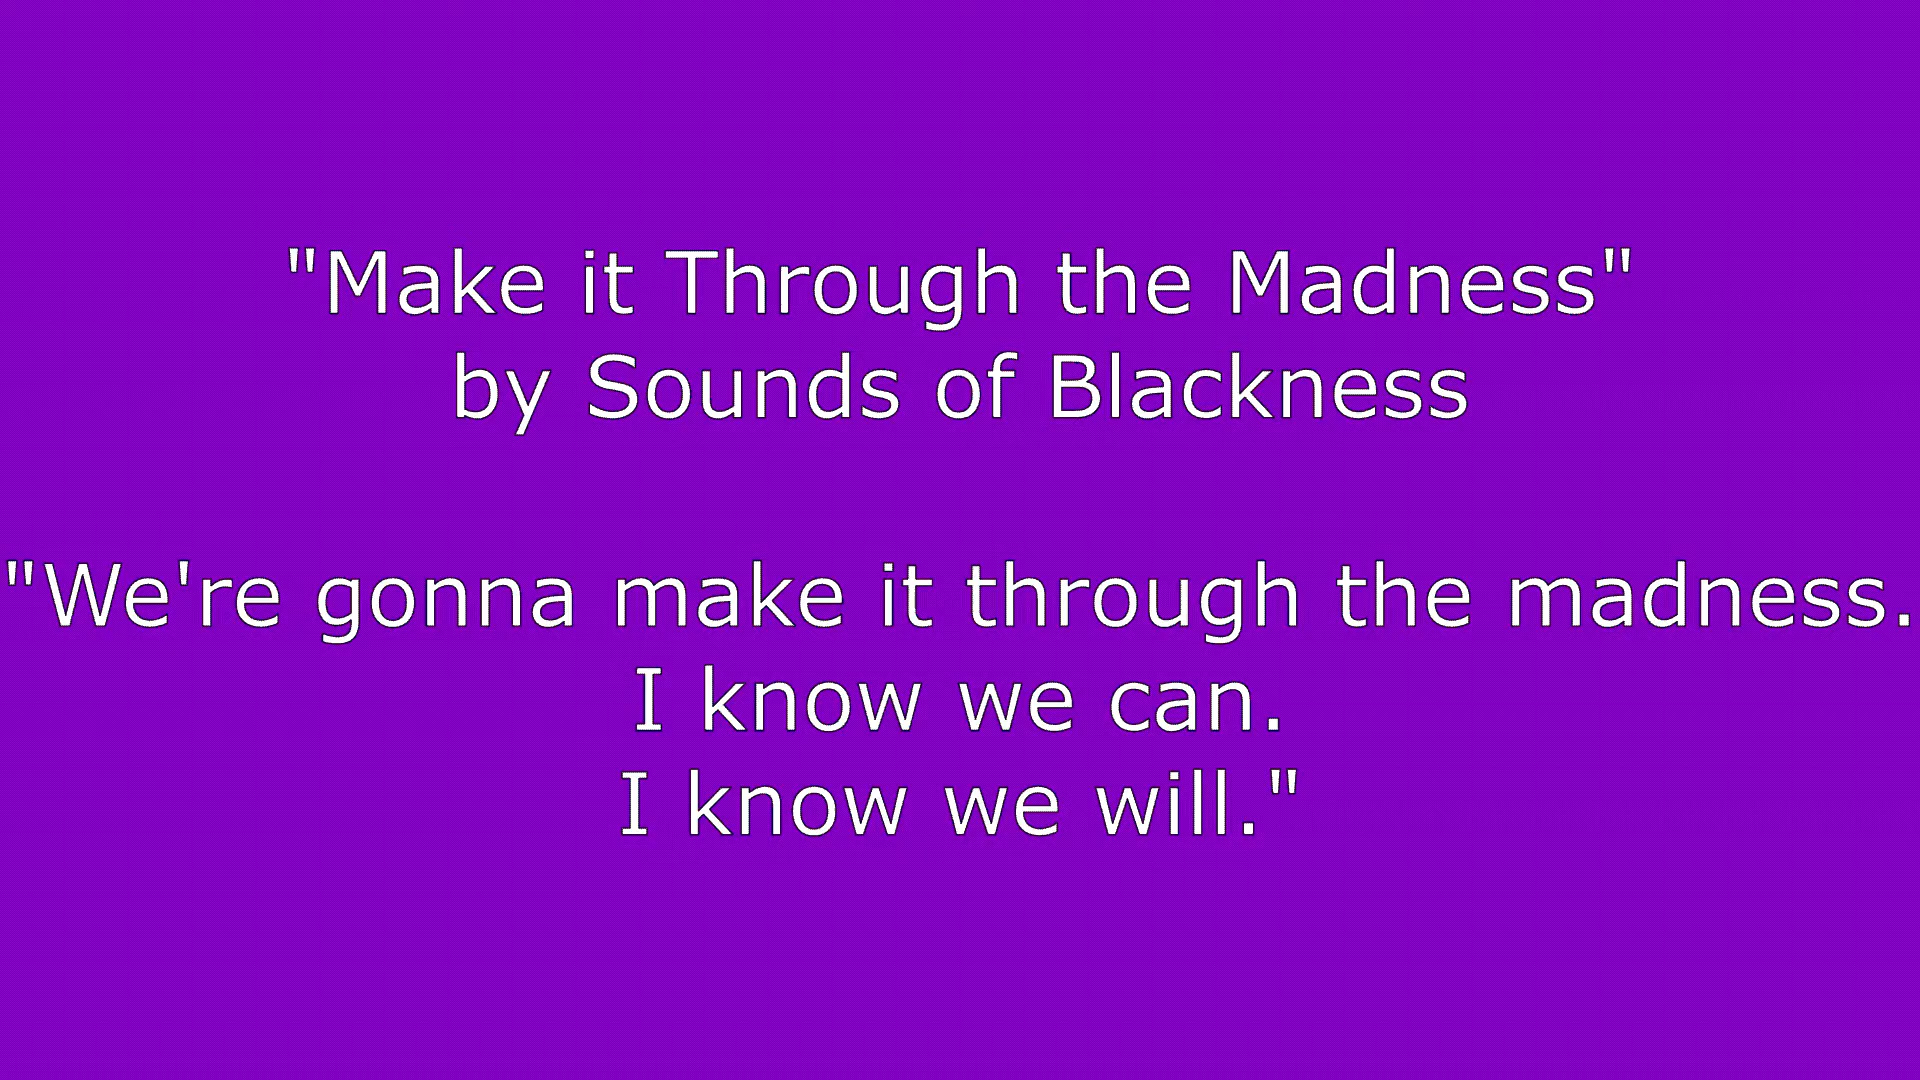 "Make it Through the Madness"
by Sounds of Blackness
"We're gonna make it through the madness.
I know we can.
I know we will."